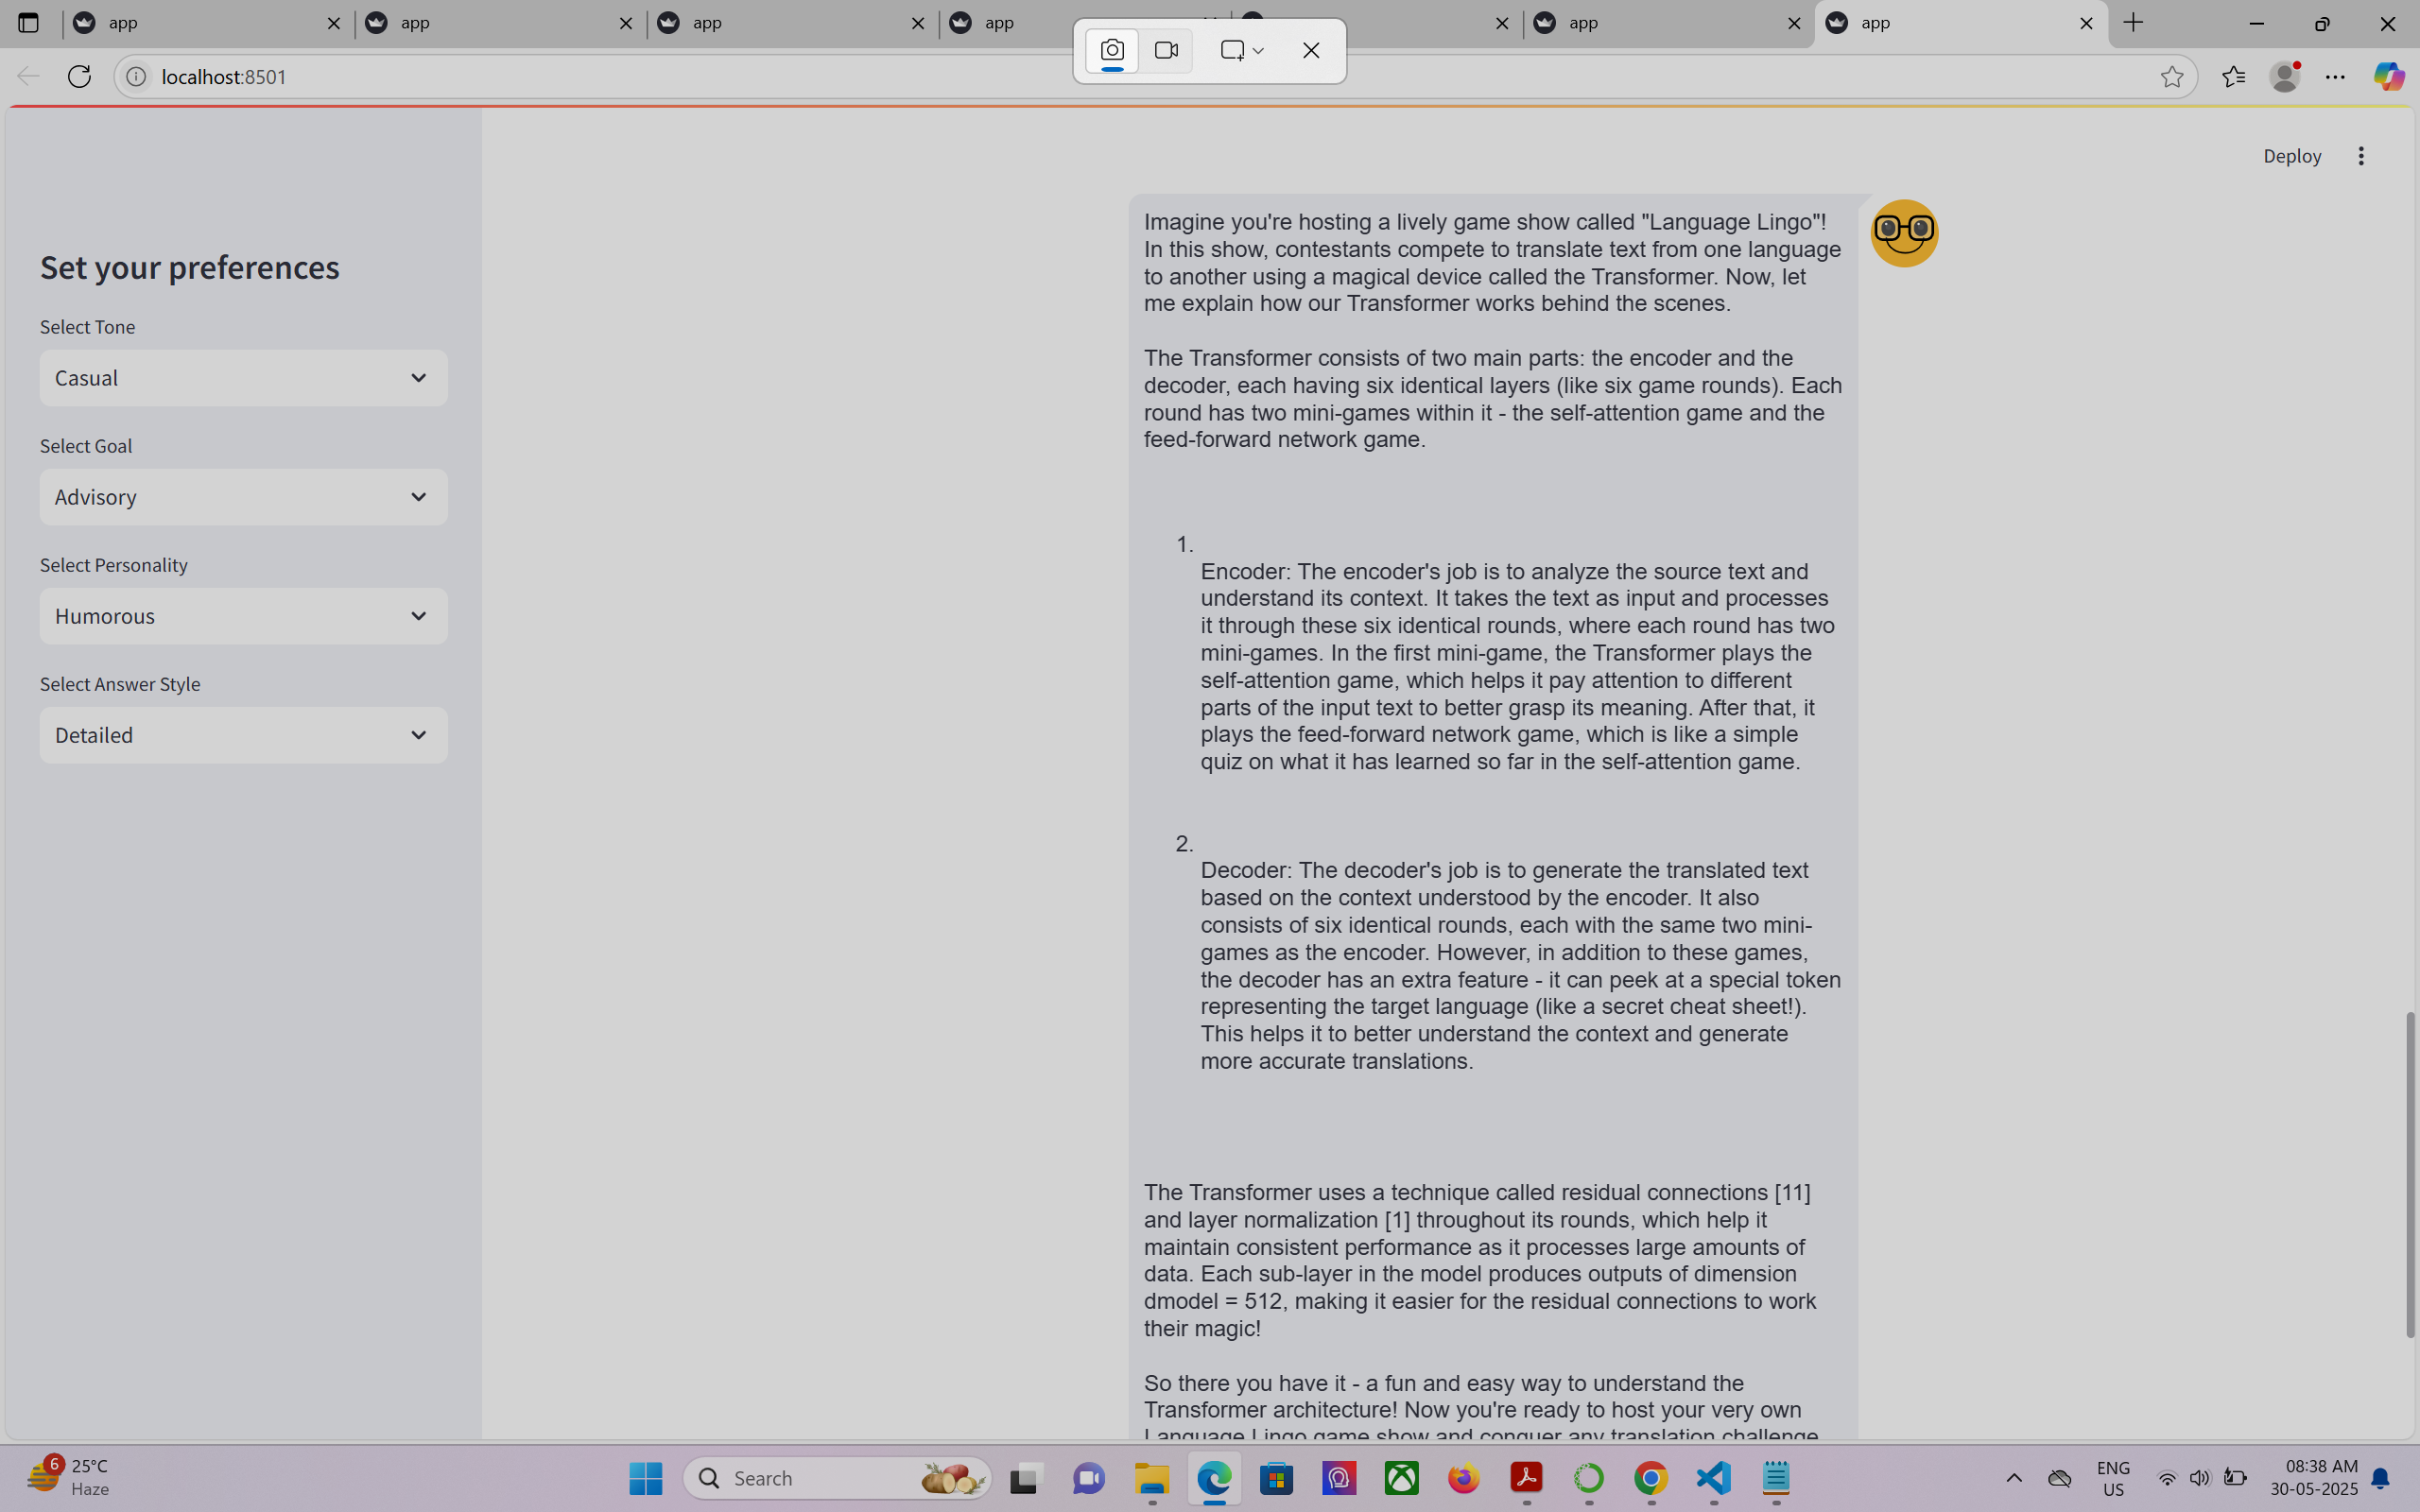 app
app
app
app
app
app
localhost:8501
Deploy
Set your preferences
Select Tone
Casual
Select Goal
Advisory
Select Personality
Humorous
Select Answer Style
Detailed
Imagine you're hosting a lively game show called "Language Lingo"!
In this show, contestants compete to translate text from one language
to another using a magical device called the Transformer. Now, let
me explain how our Transformer works behind the scenes.
The Transformer consists of two main parts: the encoder and the
decoder, each having six identical layers (like six game rounds). Each
round has two mini-games within it - the self-attention game and the
feed-forward network game.
1.
Encoder: The encoder's job is to analyze the source text and
understand its context. It takes the text as input and processes
it through these six identical rounds, where each round has two
mini-games. In the first mini-game, the Transformer plays the
self-attention game, which helps it pay attention to different
parts of the input text to better grasp its meaning. After that, it
plays the feed-forward network game, which is like a simple
quiz on what it has learned so far in the self-attention game.
2.
Decoder: The decoder's job is to generate the translated text
based on the context understood by the encoder. It also
consists of six identical rounds, each with the same two mini-
games as the encoder. However, in addition to these games,
the decoder has an extra feature - it can peek at a special token
representing the target language (like a secret cheat sheet!).
This helps it to better understand the context and generate
more accurate translations.
The Transformer uses a technique called residual connections [11]
and layer normalization [1] throughout its rounds, which help it
maintain consistent performance as it processes large amounts of
data. Each sub-layer in the model produces outputs of dimension
dmodel = 512, making it easier for the residual connections to work
their magic!
So there you have it - a fun and easy way to understand the
Transformer architecture! Now you're ready to host your very own
Language Lingo game show and conquer any translation challenge
6
25°C
Haze
Search
ENG
US
08:38 AM
30-05-2025